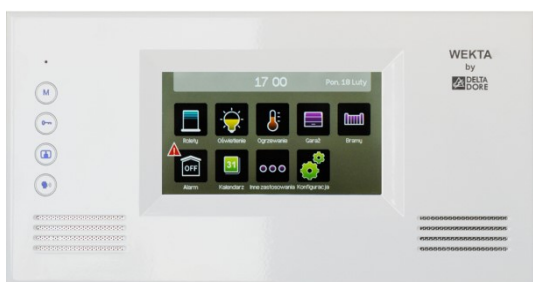 WEKTA
by
DELTA
DORE
M
17 00 Pon. 18 Luty
Rolety Oświetlenie Ogrzewanie Garaż Bramy
OFF 31
Alarm Kalendarz Inne zastosowania Konfiguracja